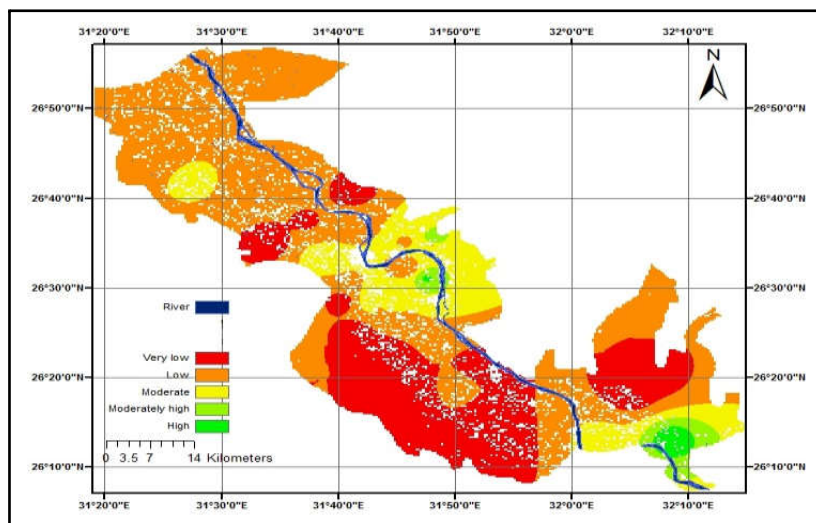 31°20'0"E 31°30'0"E 31°40'0"E 31°50'0"E 32°0'0"E 32°10'0"E
N
26°50'0"N 26°50'0"N
26°40'0"N 26°40'0"N
26°30'0"N 26°30'0"N
River
Very low
26°20'0"N Low 26°20'0"N
Moderate
Moderately high
High
0 3.5 7 14 Kilometers
26°10'0"N 26°10'0"N
31°20'0"E 31°30'0"E 31°40'0"E 31°50'0"E 32°0'0"E 32°10'0"E